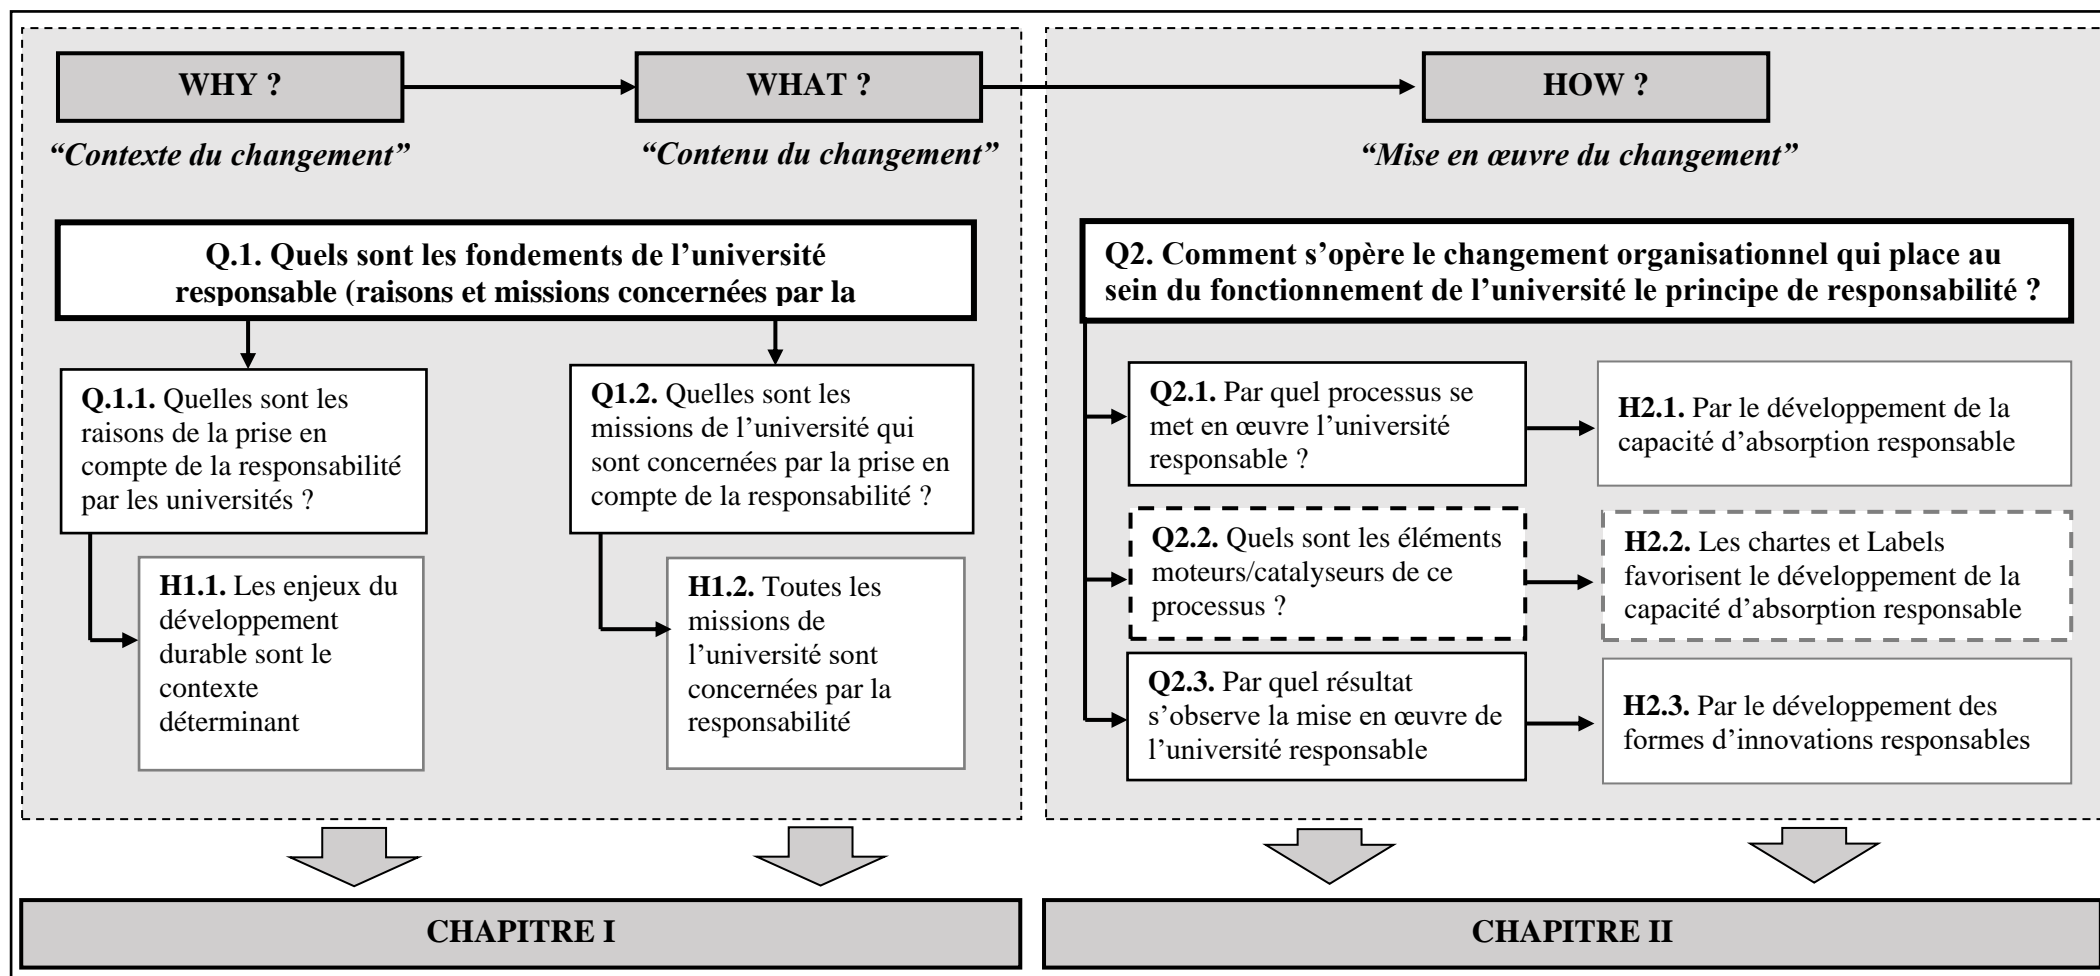 WHY ?
WHAT ?
HOW ?
“Contexte du changement”
“Contenu du changement”
“Mise en œuvre du changement”
Q.1. Quels sont les fondements de l’université
responsable (raisons et missions concernées par la
Q2. Comment s’opère le changement organisationnel qui place au
sein du fonctionnement de l’université le principe de responsabilité ?
Q.1.1. Quelles sont les
raisons de la prise en
compte de la responsabilité
par les universités ?
Q1.2. Quelles sont les
missions de l’université qui
sont concernées par la prise en
compte de la responsabilité ?
H1.1. Les enjeux du
développement
durable sont le
contexte
déterminant
H1.2. Toutes les
missions de
l’université sont
concernées par la
responsabilité
Q2.1. Par quel processus se
met en œuvre l’université
responsable ?
H2.1. Par le développement de la
capacité d’absorption responsable
Q2.2. Quels sont les éléments
moteurs/catalyseurs de ce
processus ?
H2.2. Les chartes et Labels
favorisent le développement de la
capacité d’absorption responsable
Q2.3. Par quel résultat
s’observe la mise en œuvre de
l’université responsable
H2.3. Par le développement des
formes d’innovations responsables
CHAPITRE I
CHAPITRE II